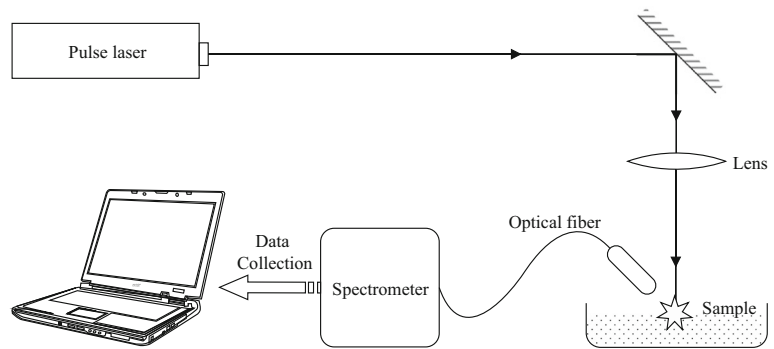 Pulse laser
Lens
Optical fiber
Data
Collection
Spectrometer
Sample